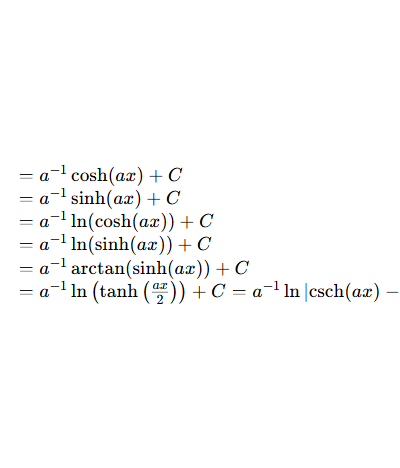 = a⁻¹ cosh(ax) + C
= a⁻¹ sinh(ax) + C
= a⁻¹ ln(cosh(ax)) + C
= a⁻¹ ln(sinh(ax)) + C
= a⁻¹ arctan(sinh(ax)) + C
= a⁻¹ ln (tanh (ax/2)) + C = a⁻¹ ln |csch(ax) −